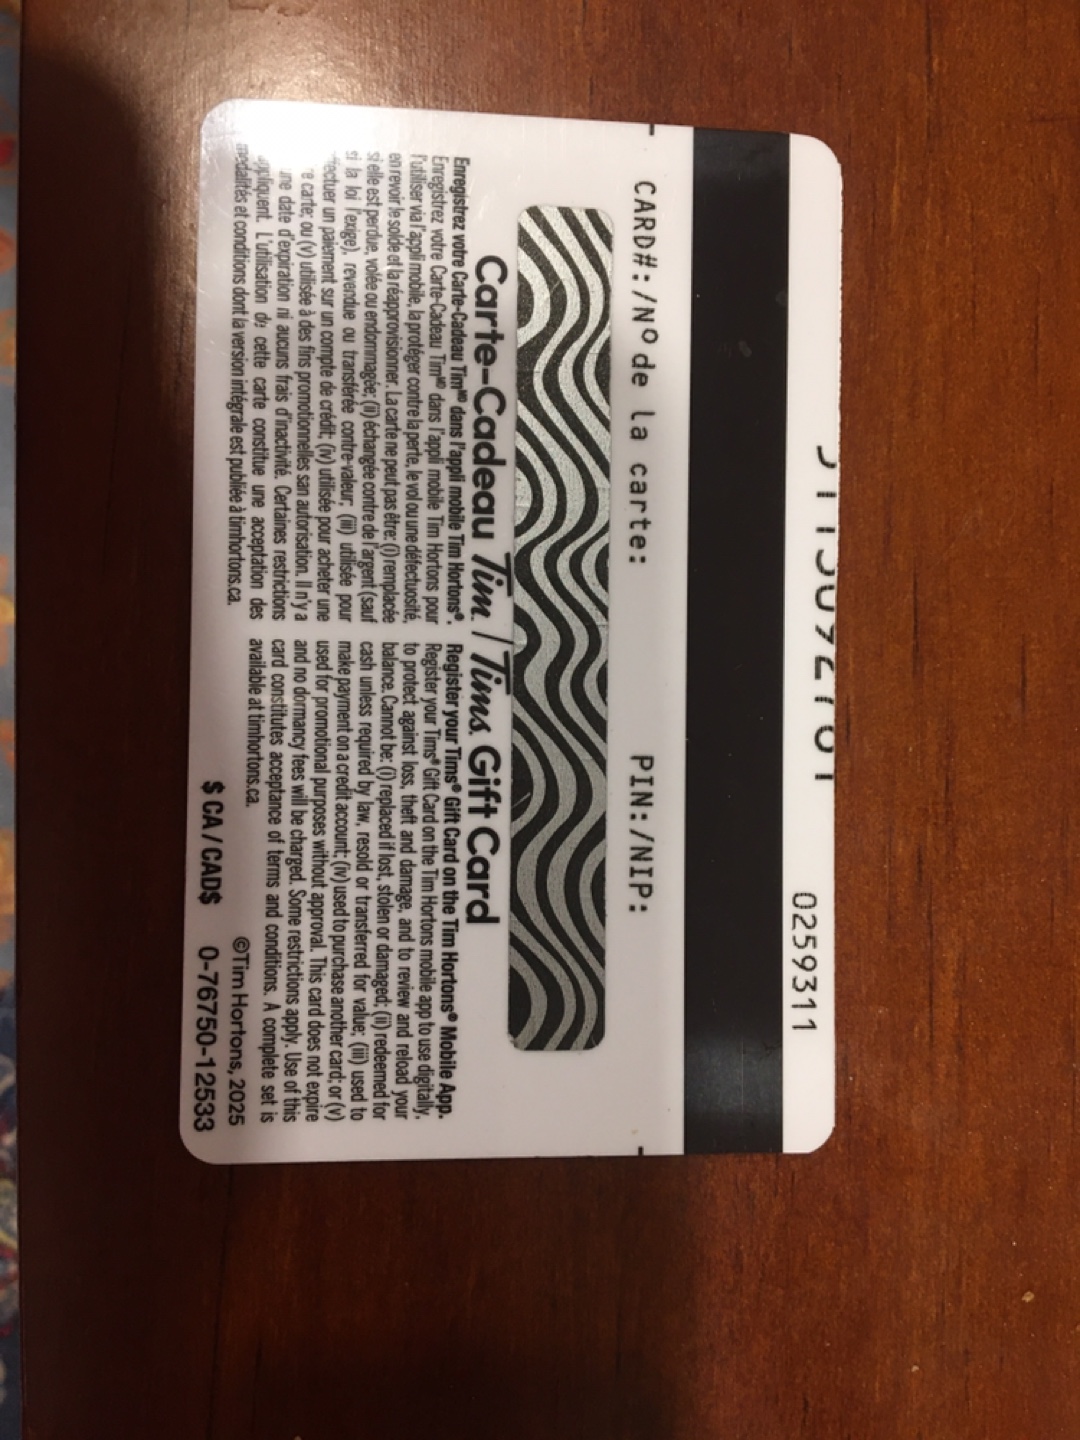 0259311
CARD#:/Nº de la carte: PIN:/NIP:
Carte-Cadeau Tim / Tims Gift Card
Enregistrez votre Carte-Cadeau Timᴹᴰ dans l'appli mobile Tim Hortons®.
Enregistrez votre Carte-Cadeau Timᴹᴰ dans l'appli mobile Tim Hortons pour
l'utiliser via l'appli mobile, la protéger contre la perte, le vol ou une défectuosité,
en revoir le solde et la réapprovisionner. La carte ne peut pas être: (i) remplacée
si elle est perdue, volée ou endommagée; (ii) échangée contre de l'argent (sauf
si la loi l'exige), revendue ou transférée contre-valeur; (iii) utilisée pour
fectuer un paiement sur un compte de crédit; (iv) utilisée pour acheter une
e carte; ou (v) utilisée à des fins promotionnelles san autorisation. Il n'y a
ne date d'expiration ni aucuns frais d'inactivité. Certaines restrictions
ppliquent. L'utilisation de cette carte constitue une acceptation des
modalités et conditions dont la version intégrale est publiée à timhortons.ca.
Register your Tims® Gift Card on the Tim Hortons® Mobile App.
Register your Tims® Gift Card on the Tim Hortons mobile app to use digitally,
to protect against loss, theft and damage, and to review and reload your
balance. Cannot be: (i) replaced if lost, stolen or damaged; (ii) redeemed for
cash unless required by law, resold or transferred for value; (iii) used to
make payment on a credit account; (iv) used to purchase another card; or (v)
used for promotional purposes without approval. This card does not expire
and no dormancy fees will be charged. Some restrictions apply. Use of this
card constitutes acceptance of terms and conditions. A complete set is
available at timhortons.ca.
©Tim Hortons, 2025
$ CA / CAD$ 0-76750-12533